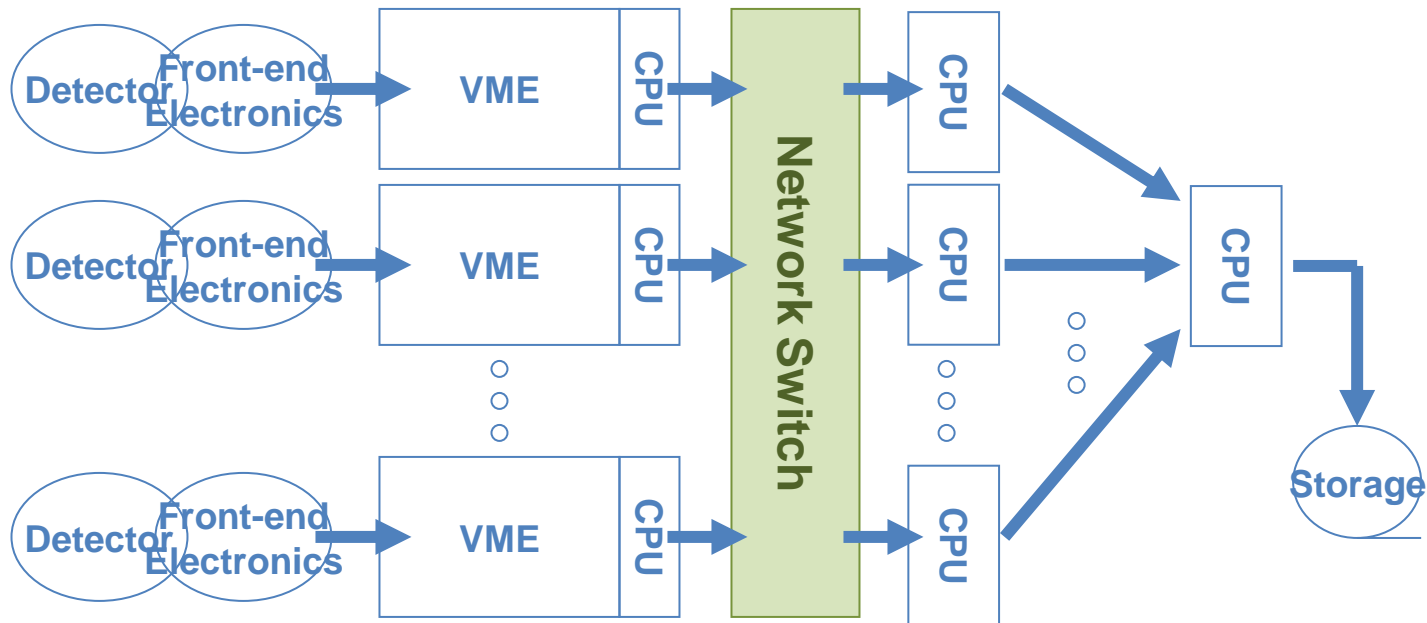 Detector
Front-end
Electronics
VME
CPU
Network Switch
CPU
Detector
Front-end
Electronics
VME
CPU
CPU
CPU
Detector
Front-end
Electronics
VME
CPU
CPU
Storage